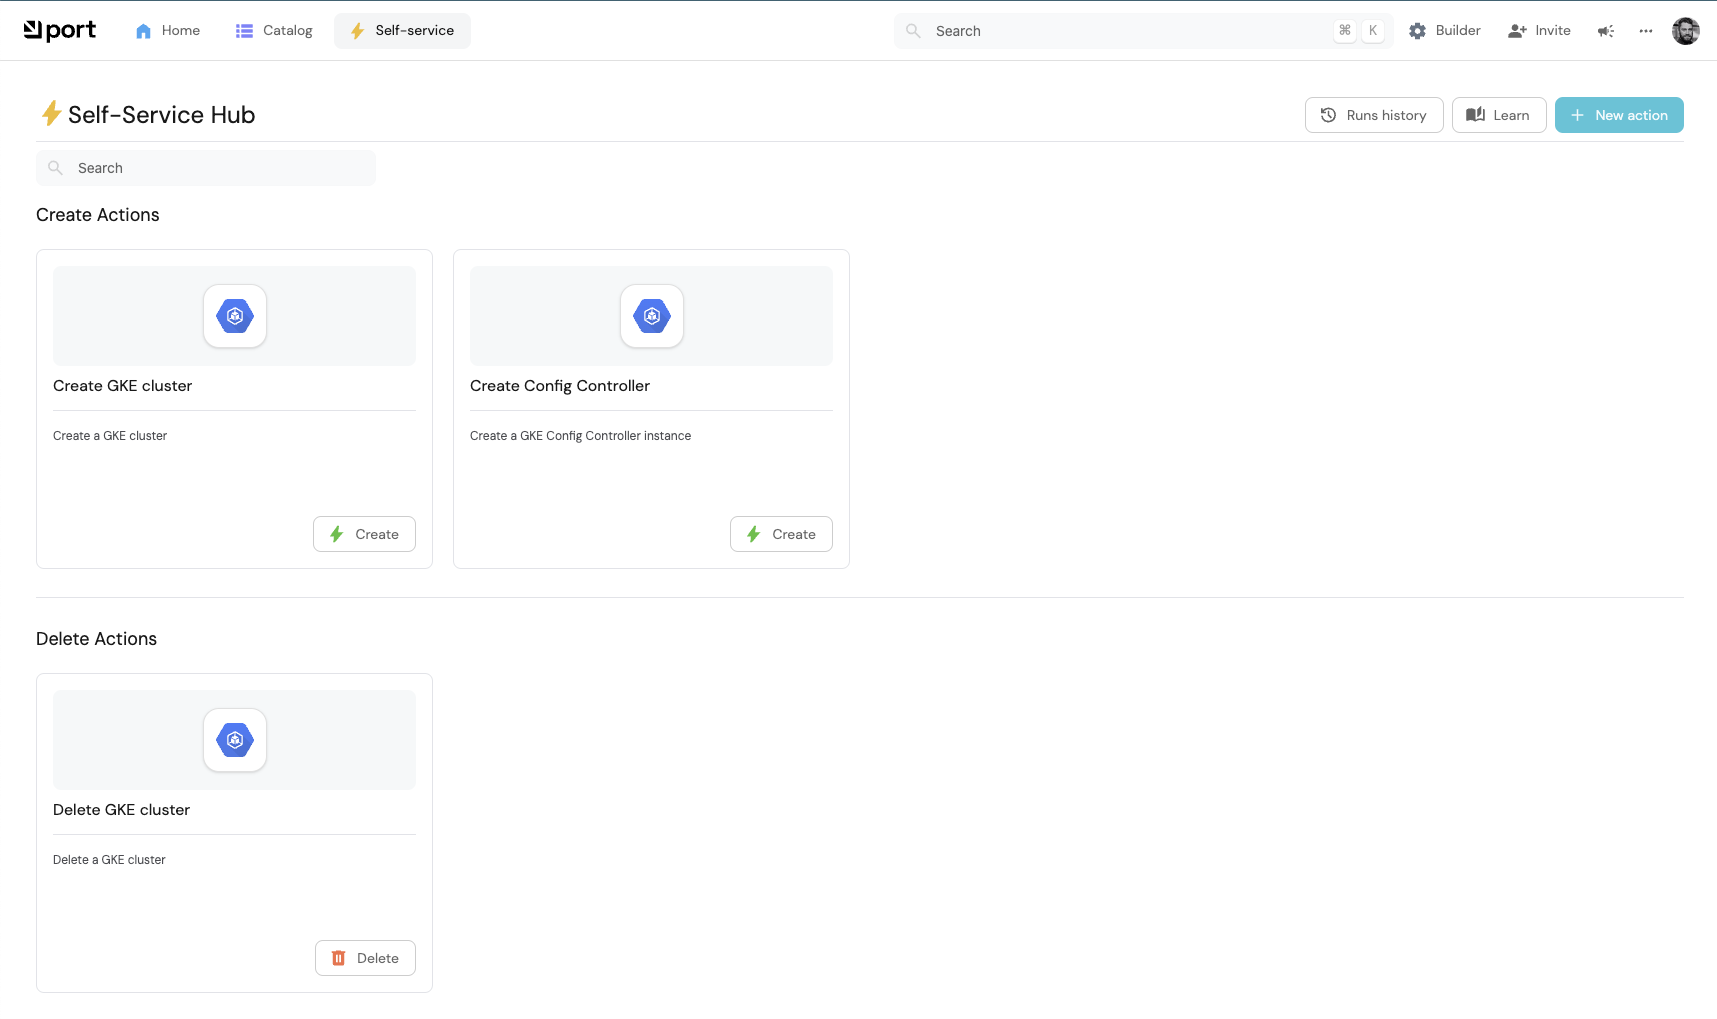 port
Home
Catalog
Self-service
Search
⌘ K
Builder
Invite
Self-Service Hub
Runs history
Learn
New action
Search
Create Actions
Create GKE cluster
Create a GKE cluster
Create
Create Config Controller
Create a GKE Config Controller instance
Create
Delete Actions
Delete GKE cluster
Delete a GKE cluster
Delete